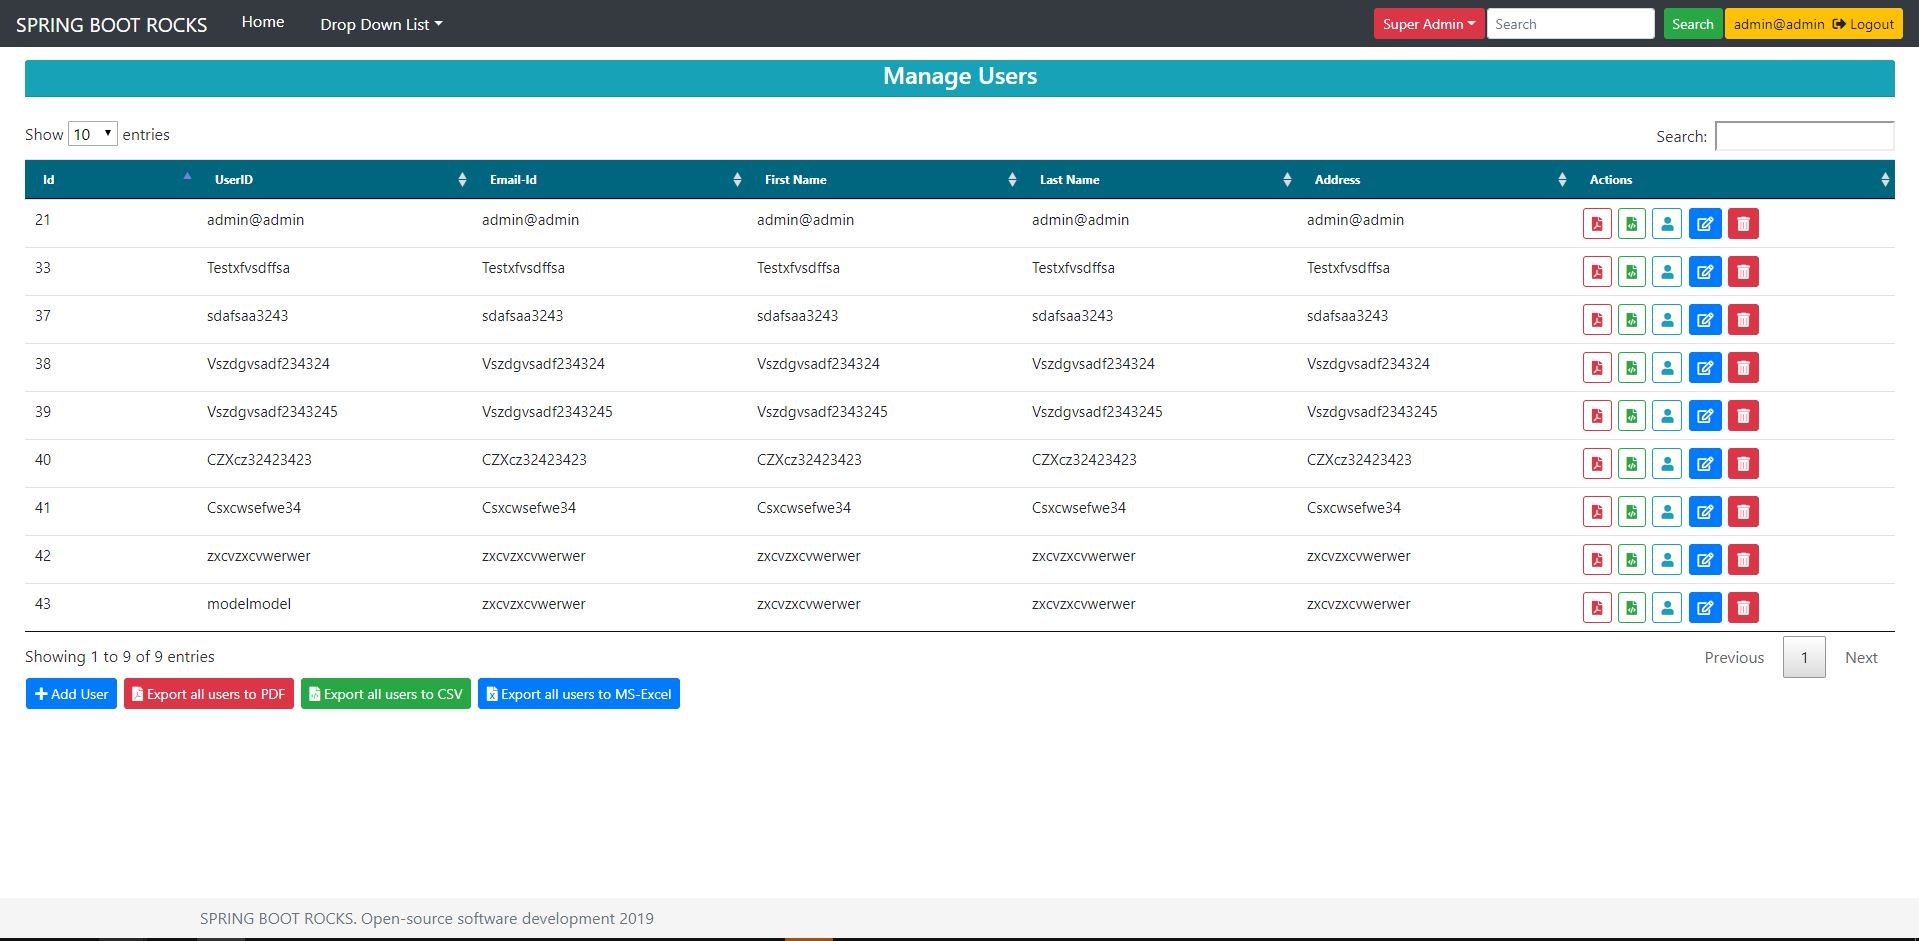 SPRING BOOT ROCKS Home Drop Down List Super Admin Search Search admin@admin Logout
Manage Users
Show 10 entries Search:
Id UserID Email-Id First Name Last Name Address Actions
21 admin@admin admin@admin admin@admin admin@admin admin@admin
33 Testxfvsdffsa Testxfvsdffsa Testxfvsdffsa Testxfvsdffsa Testxfvsdffsa
37 sdafsaa3243 sdafsaa3243 sdafsaa3243 sdafsaa3243 sdafsaa3243
38 Vszdgvsadf234324 Vszdgvsadf234324 Vszdgvsadf234324 Vszdgvsadf234324 Vszdgvsadf234324
39 Vszdgvsadf2343245 Vszdgvsadf2343245 Vszdgvsadf2343245 Vszdgvsadf2343245 Vszdgvsadf2343245
40 CZXcz32423423 CZXcz32423423 CZXcz32423423 CZXcz32423423 CZXcz32423423
41 Csxcwsefwe34 Csxcwsefwe34 Csxcwsefwe34 Csxcwsefwe34 Csxcwsefwe34
42 zxcvzxcvwerwer zxcvzxcvwerwer zxcvzxcvwerwer zxcvzxcvwerwer zxcvzxcvwerwer
43 modelmodel zxcvzxcvwerwer zxcvzxcvwerwer zxcvzxcvwerwer zxcvzxcvwerwer
Showing 1 to 9 of 9 entries Previous 1 Next
Add User Export all users to PDF Export all users to CSV Export all users to MS-Excel
SPRING BOOT ROCKS. Open-source software development 2019